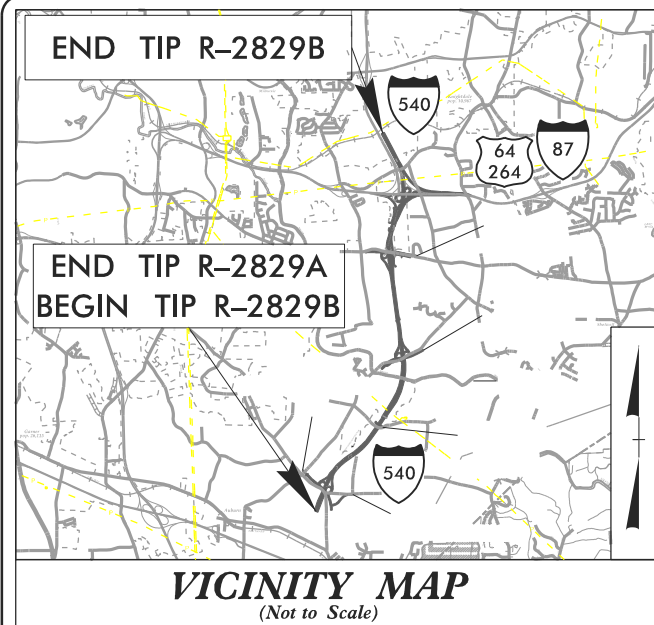 END TIP R–2829B
540
64
264
87
END TIP R–2829A
BEGIN TIP R–2829B
540
Auburn
VICINITY MAP
(Not to Scale)